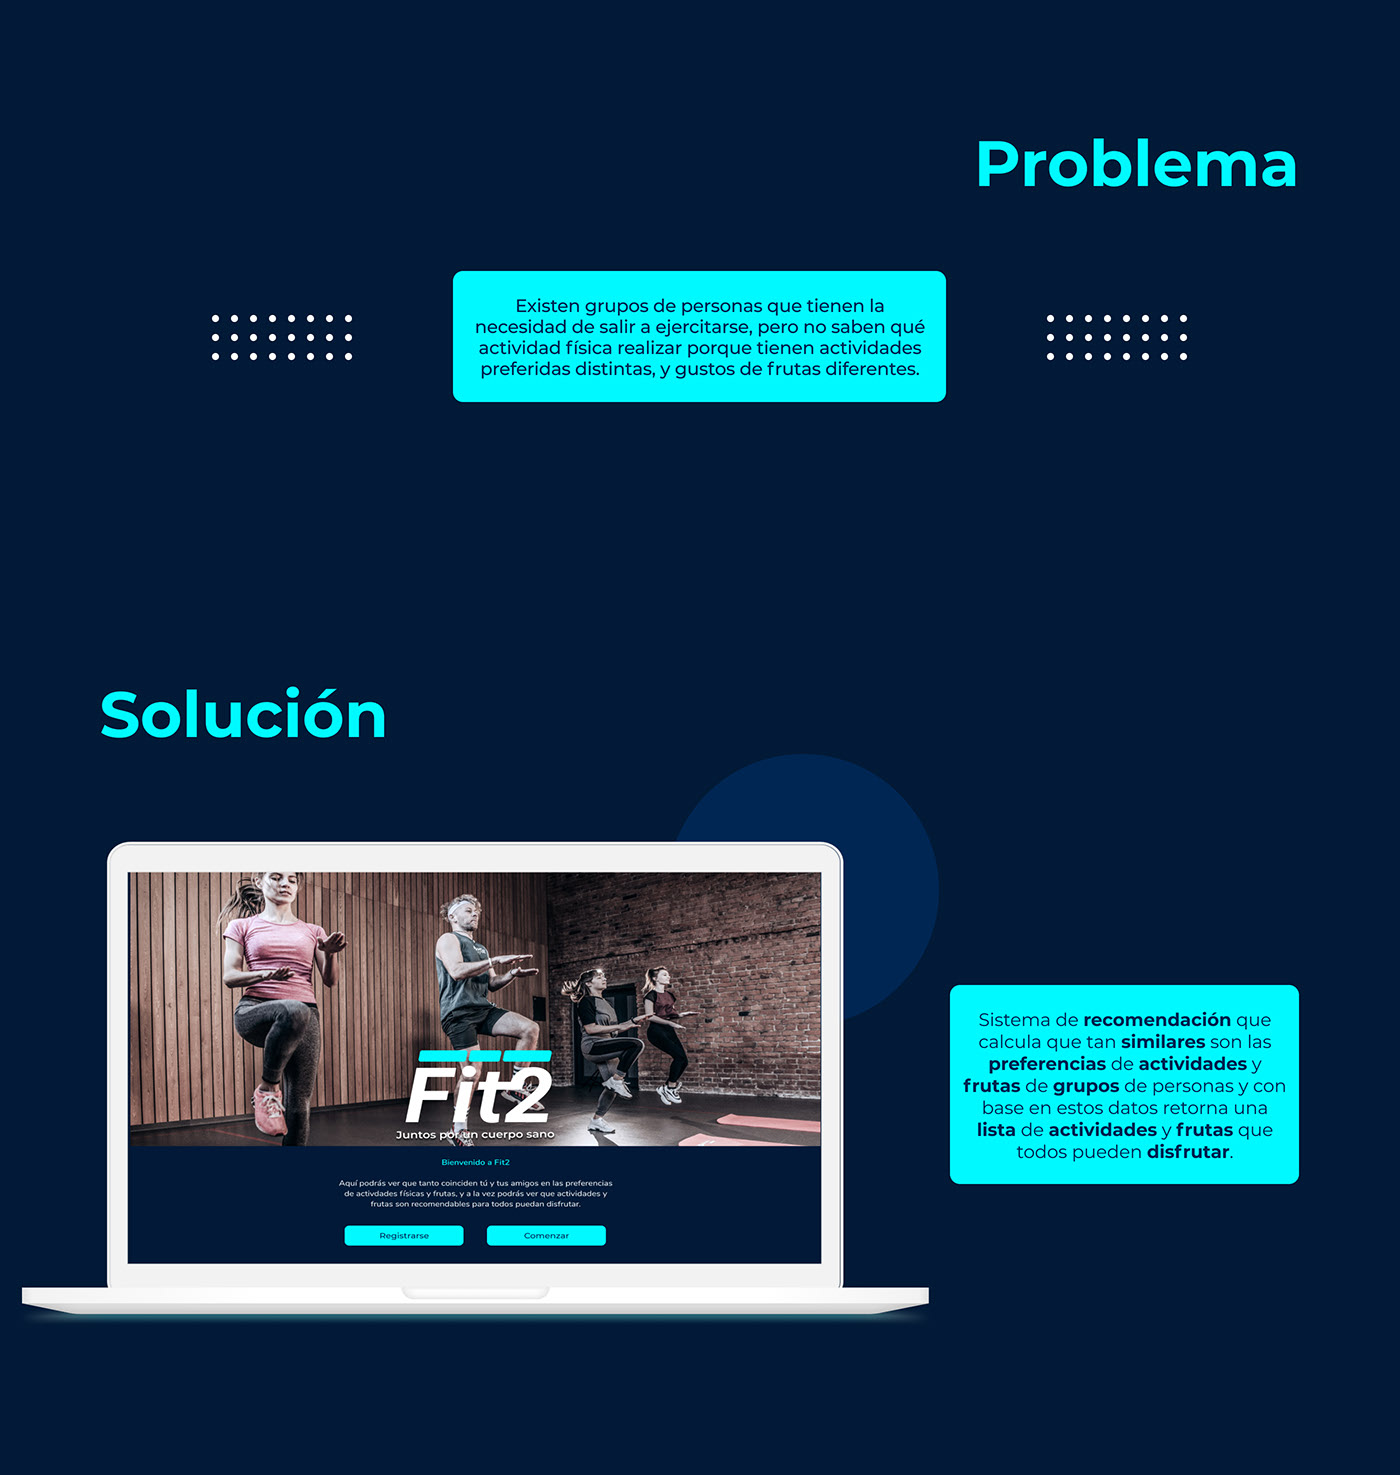 Problema
Existen grupos de personas que tienen la
necesidad de salir a ejercitarse, pero no saben qué
actividad física realizar porque tienen actividades
preferidas distintas, y gustos de frutas diferentes.
Solución
Fit2
Juntos por un cuerpo sano
Bienvenido a Fit2
Aquí podrás ver que tanto coinciden tú y tus amigos en las preferencias
de activdades físicas y frutas, y a la vez podrás ver que actividades y
frutas son recomendables para todos puedan disfrutar.
Registrarse
Comenzar
Sistema de recomendación que
calcula que tan similares son las
preferencias de actividades y
frutas de grupos de personas y con
base en estos datos retorna una
lista de actividades y frutas que
todos pueden disfrutar.